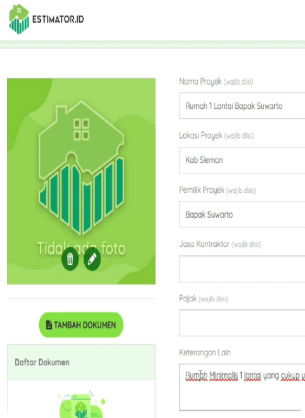 ESTIMATOR.ID
Nama Proyek (wajib diisi)
Rumah 1 Lantai Bapak Suwarto
Lokasi Proyek (wajib diisi)
Kab Sleman
Pemilik Proyek (wajib diisi)
Bapak Suwarto
Jasa Kontraktor (wajib diisi)
Pajak (wajib diisi)
Keterangan Lain
Rumah Minimalis 1 lantai yang cukup
Tidak ada foto
TAMBAH DOKUMEN
Daftar Dokumen